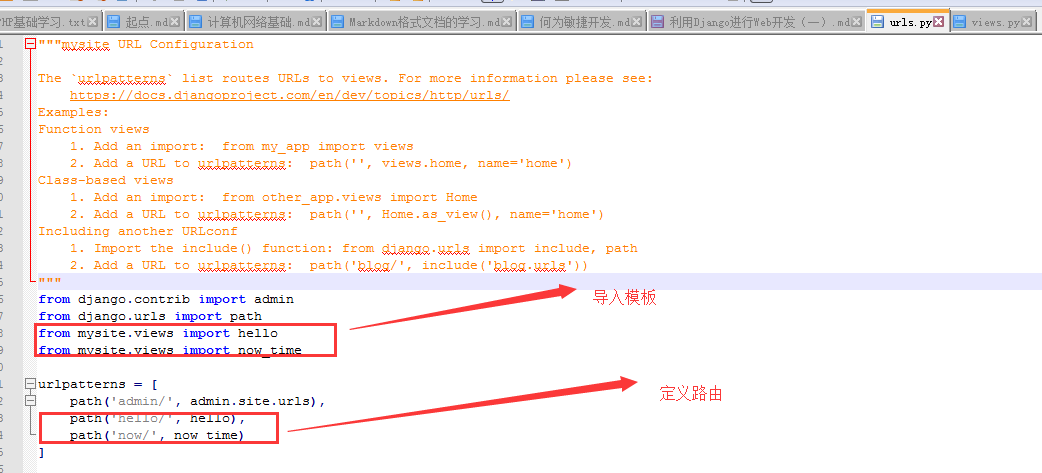 HP基础学习.txt 起点.md 计算机网络基础.md Markdown格式文档的学习.md 何为敏捷开发.md 利用Django进行Web开发（一）.md urls.py views.py
"""mysite URL Configuration
The `urlpatterns` list routes URLs to views. For more information please see:
https://docs.djangoproject.com/en/dev/topics/http/urls/
Examples:
Function views
1. Add an import:  from my_app import views
2. Add a URL to urlpatterns:  path('', views.home, name='home')
Class-based views
1. Add an import:  from other_app.views import Home
2. Add a URL to urlpatterns:  path('', Home.as_view(), name='home')
Including another URLconf
1. Import the include() function: from django.urls import include, path
2. Add a URL to urlpatterns:  path('blog/', include('blog.urls'))
"""
导入模板
from django.contrib import admin
from django.urls import path
from mysite.views import hello
from mysite.views import now_time
urlpatterns = [
定义路由
path('admin/', admin.site.urls),
path('hello/', hello),
path('now/', now_time)
]